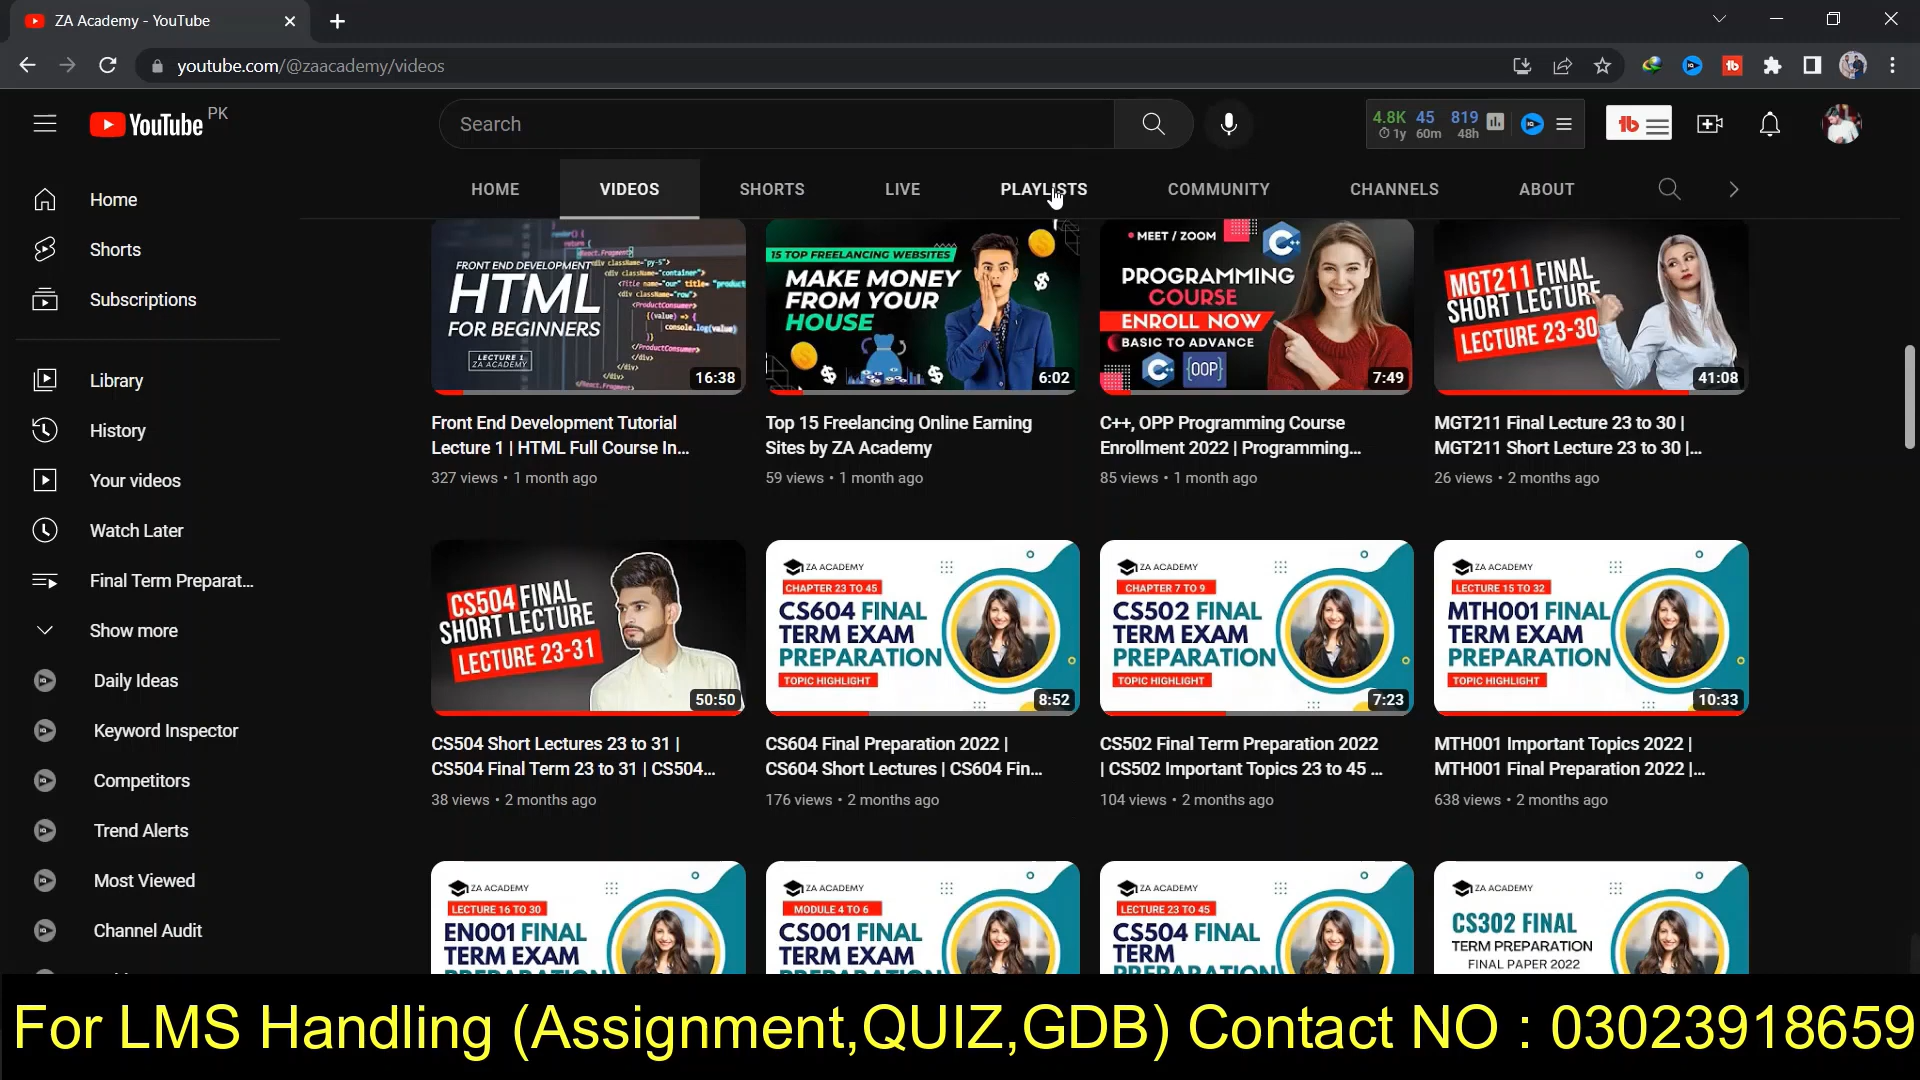 ZA Academy - YouTube
youtube.com/@zaacademy/videos
YouTube PK
Search
4.8K 45 819
1y 60m 48h
HOME VIDEOS SHORTS LIVE PLAYLISTS COMMUNITY CHANNELS ABOUT
Home
Shorts
Subscriptions
Library
History
Your videos
Watch Later
Final Term Preparat...
Show more
Daily Ideas
Keyword Inspector
Competitors
Trend Alerts
Most Viewed
Channel Audit
FRONT END DEVELOPMENT
HTML
FOR BEGINNERS
LECTURE 1
ZA ACADEMY
16:38
Front End Development Tutorial
Lecture 1 | HTML Full Course In...
327 views • 1 month ago
15 TOP FREELANCING WEBSITES
MAKE MONEY
FROM YOUR
HOUSE
6:02
Top 15 Freelancing Online Earning
Sites by ZA Academy
59 views • 1 month ago
• MEET / ZOOM
PROGRAMMING
COURSE
ENROLL NOW
BASIC TO ADVANCE
OOP
7:49
C++, OPP Programming Course
Enrollment 2022 | Programming...
85 views • 1 month ago
MGT211 FINAL
SHORT LECTURE
LECTURE 23-30
41:08
MGT211 Final Lecture 23 to 30 |
MGT211 Short Lecture 23 to 30 |...
26 views • 2 months ago
CS504 FINAL
SHORT LECTURE
LECTURE 23-31
50:50
CS504 Short Lectures 23 to 31 |
CS504 Final Term 23 to 31 | CS504...
38 views • 2 months ago
ZA ACADEMY
CHAPTER 23 TO 45
CS604 FINAL
TERM EXAM
PREPARATION
TOPIC HIGHLIGHT
8:52
CS604 Final Preparation 2022 |
CS604 Short Lectures | CS604 Fin...
176 views • 2 months ago
ZA ACADEMY
CHAPTER 7 TO 9
CS502 FINAL
TERM EXAM
PREPARATION
TOPIC HIGHLIGHT
7:23
CS502 Final Term Preparation 2022
| CS502 Important Topics 23 to 45 ...
104 views • 2 months ago
ZA ACADEMY
LECTURE 15 TO 32
MTH001 FINAL
TERM EXAM
PREPARATION
TOPIC HIGHLIGHT
10:33
MTH001 Important Topics 2022 |
MTH001 Final Preparation 2022 |...
638 views • 2 months ago
ZA ACADEMY
LECTURE 16 TO 30
EN001 FINAL
TERM EXAM
PREPARATION
ZA ACADEMY
MODULE 4 TO 6
CS001 FINAL
TERM EXAM
PREPARATION
ZA ACADEMY
LECTURE 23 TO 45
CS504 FINAL
TERM
PREPARATION
ZA ACADEMY
CS302 FINAL
TERM PREPARATION
FINAL PAPER 2022
For LMS Handling (Assignment,QUIZ,GDB) Contact NO : 03023918659